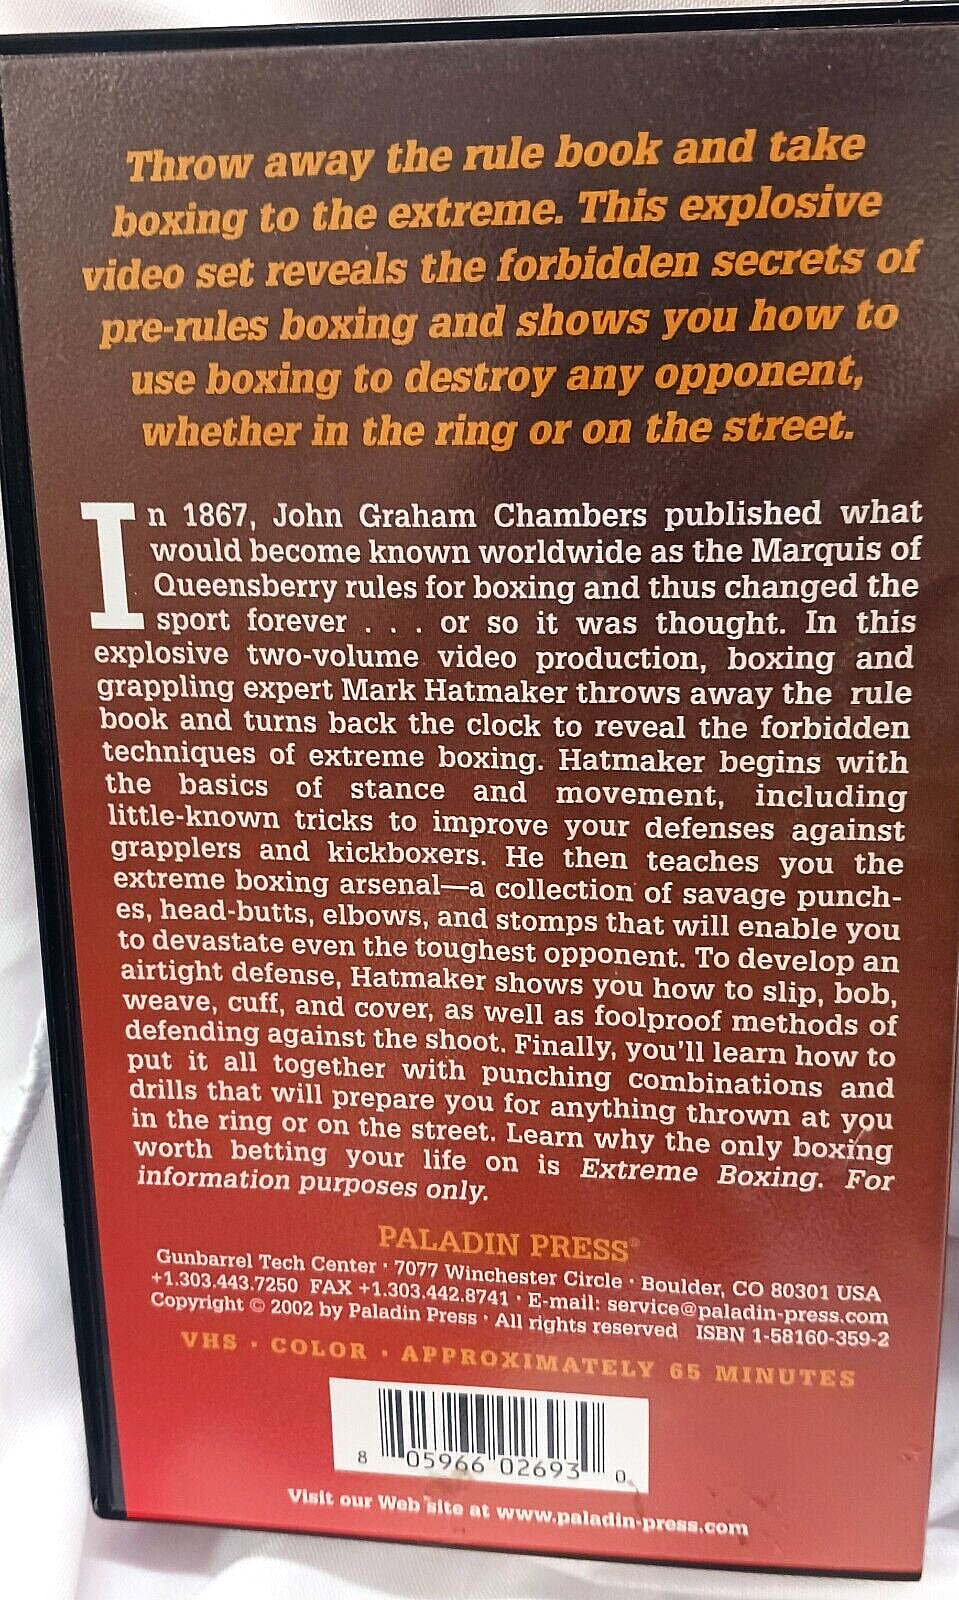 Throw away the rule book and take
boxing to the extreme. This explosive
video set reveals the forbidden secrets of
pre-rules boxing and shows you how to
use boxing to destroy any opponent,
whether in the ring or on the street.
In 1867, John Graham Chambers published what
would become known worldwide as the Marquis of
Queensberry rules for boxing and thus changed the
sport forever . . . or so it was thought. In this
explosive two-volume video production, boxing and
grappling expert Mark Hatmaker throws away the rule
book and turns back the clock to reveal the forbidden
techniques of extreme boxing. Hatmaker begins with
the basics of stance and movement, including
little-known tricks to improve your defenses against
grapplers and kickboxers. He then teaches you the
extreme boxing arsenal—a collection of savage punch-
es, head-butts, elbows, and stomps that will enable you
to devastate even the toughest opponent. To develop an
airtight defense, Hatmaker shows you how to slip, bob,
weave, cuff, and cover, as well as foolproof methods of
defending against the shoot. Finally, you'll learn how to
put it all together with punching combinations and
drills that will prepare you for anything thrown at you
in the ring or on the street. Learn why the only boxing
worth betting your life on is Extreme Boxing. For
information purposes only.
PALADIN PRESS®
Gunbarrel Tech Center · 7077 Winchester Circle · Boulder, CO 80301 USA
+1.303.443.7250 FAX +1.303.442.8741 · E-mail: service@paladin-press.com
Copyright © 2002 by Paladin Press · All rights reserved ISBN 1-58160-359-2
VHS · COLOR · APPROXIMATELY 65 MINUTES
8 05966 02693 0
Visit our Web site at www.paladin-press.com